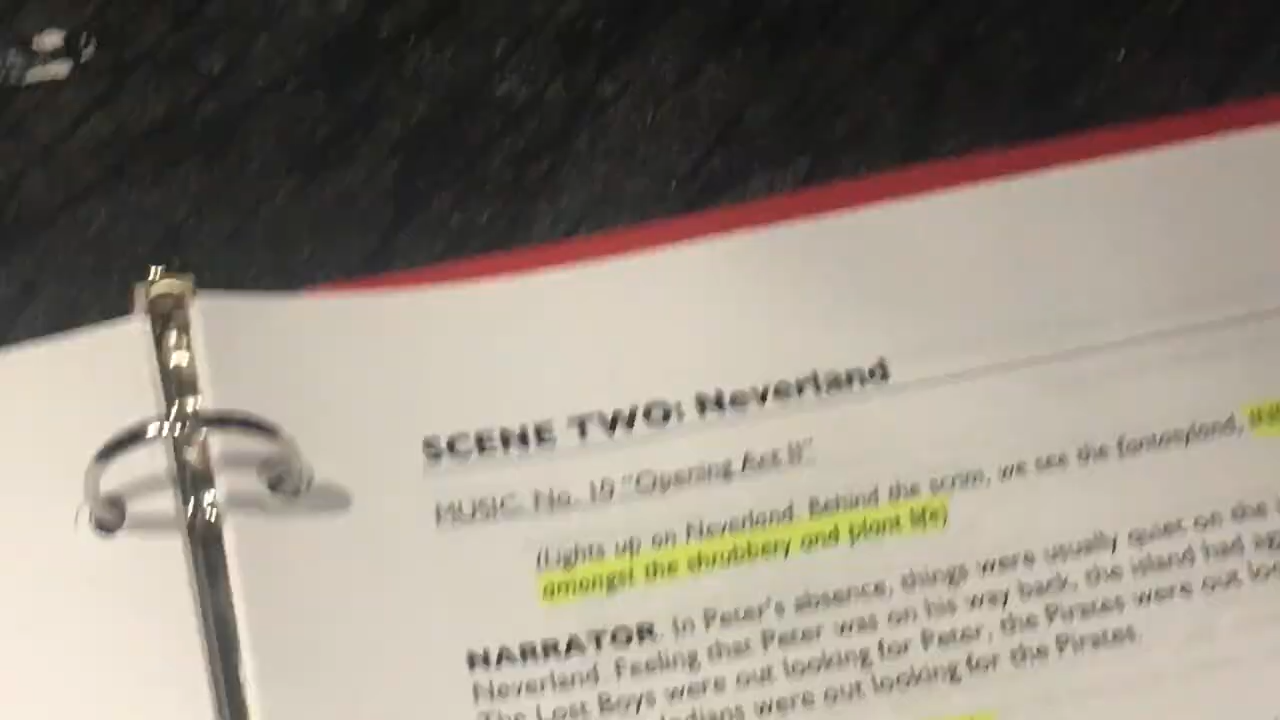 SCENE TWO: Neverland
MUSIC. No. 19 "Opening Act II".
(Lights up on Neverland. Behind the scrim, we see the fantasyland,
amongst the shrubbery and plant life)
NARRATOR. In Peter's absence, things were usually quiet on the
Neverland. Feeling that Peter was on his way back, the island had
The Lost Boys were out looking for Peter, the Pirates were out
Indians were out looking for the Pirates.